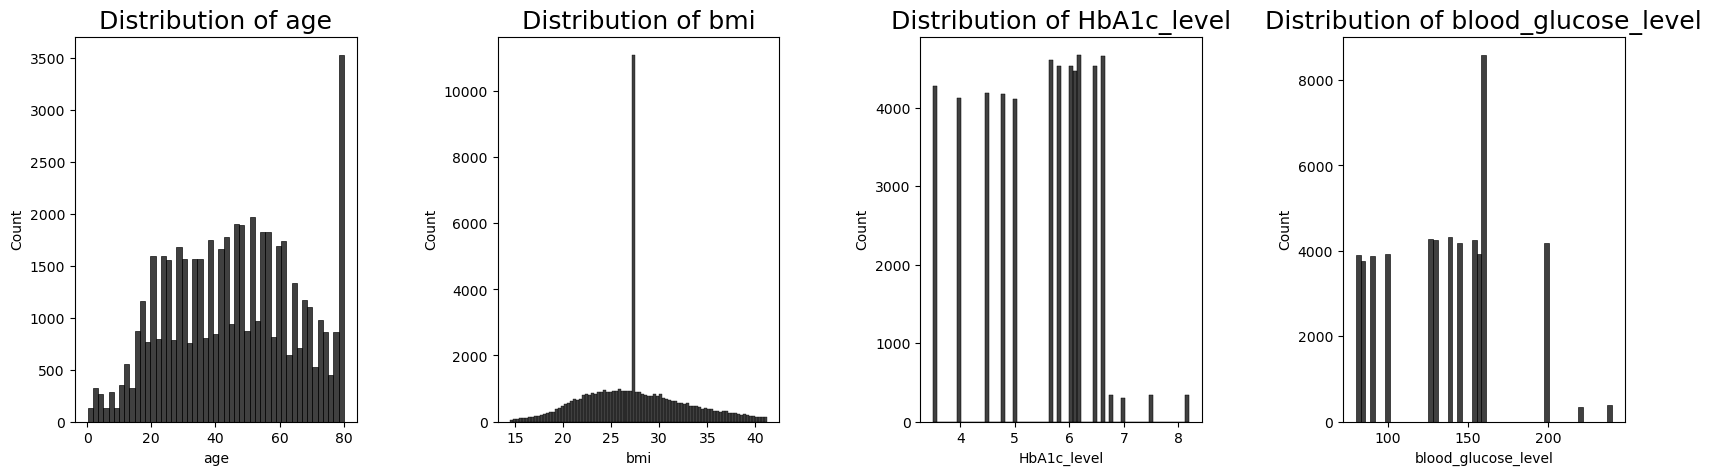 Distribution of age
3500
3000
2500
2000
1500
1000
500
0
Count
0 20 40 60 80
age
Distribution of bmi
10000
8000
6000
4000
2000
0
Count
15 20 25 30 35 40
bmi
Distribution of HbA1c_level
4000
3000
2000
1000
0
Count
4 5 6 7 8
HbA1c_level
Distribution of blood_glucose_level
8000
6000
4000
2000
0
Count
100 150 200
blood_glucose_level